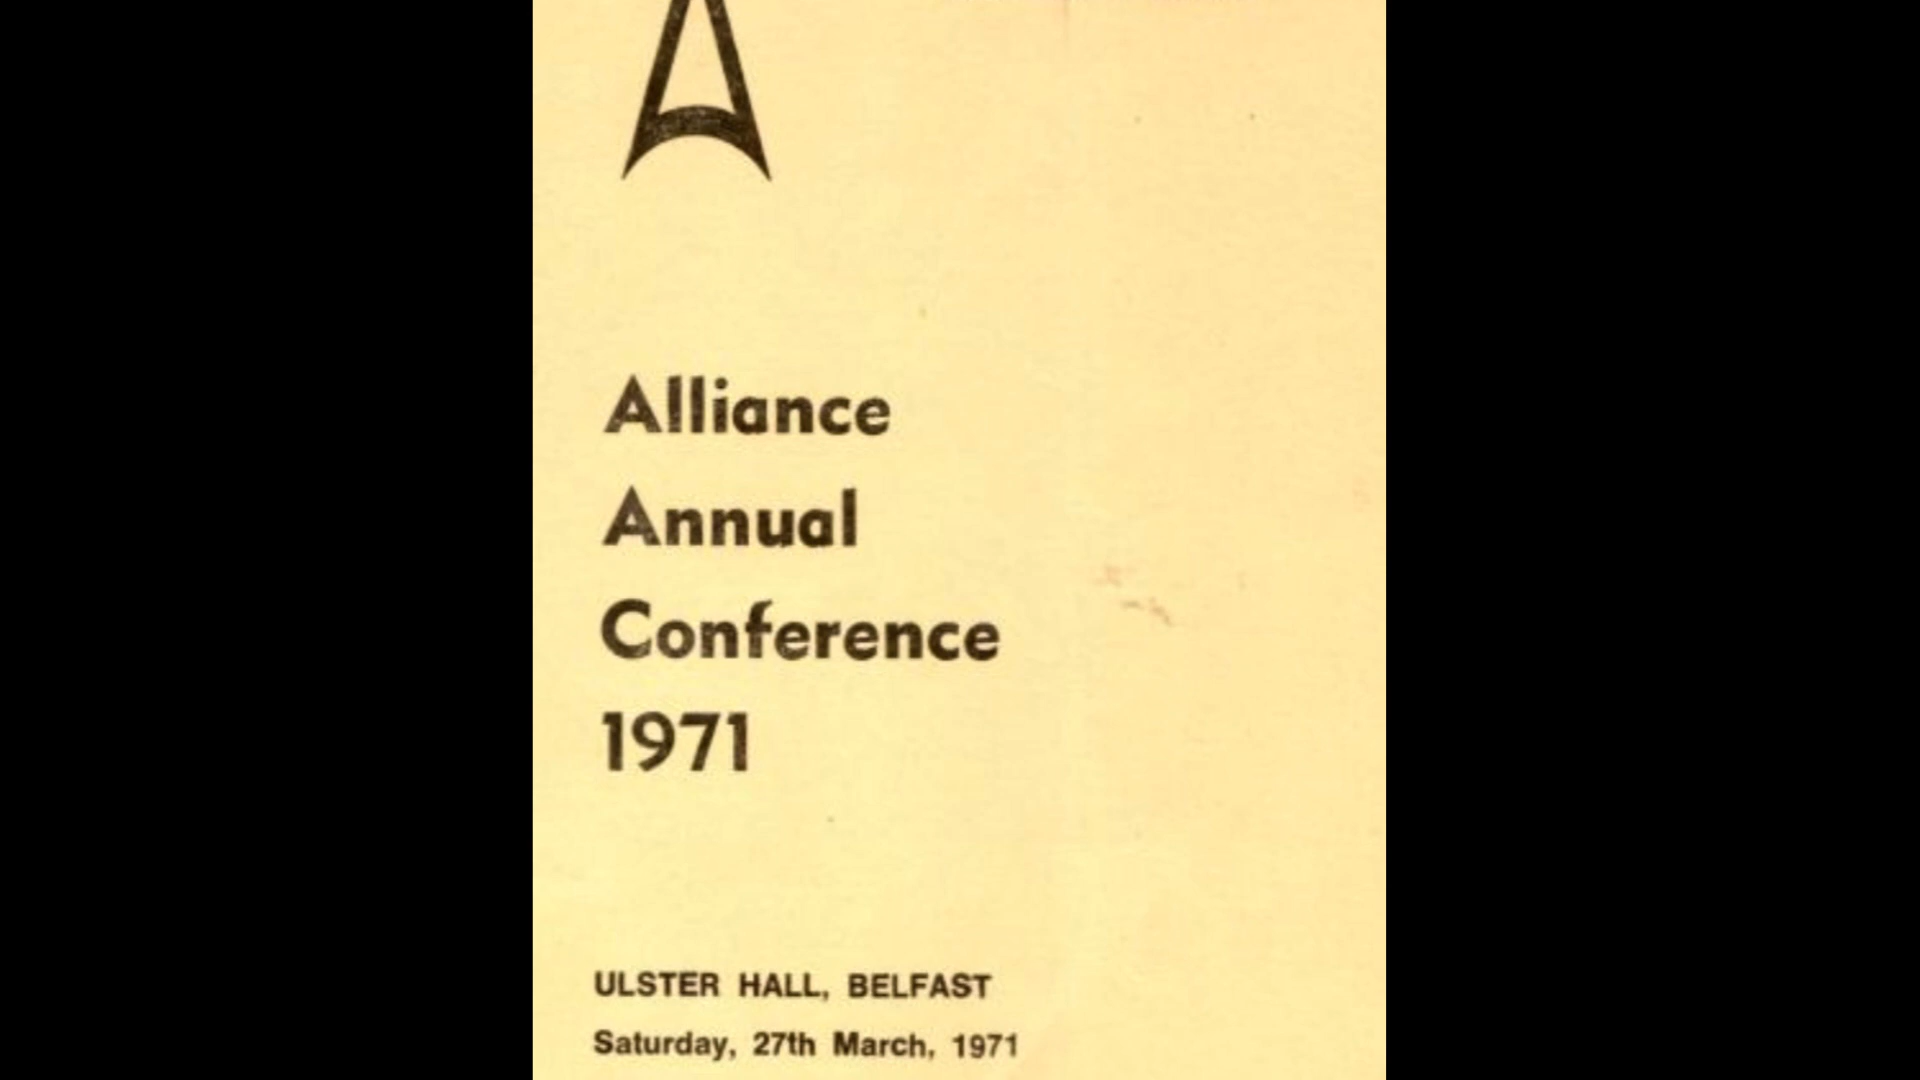 Alliance
Annual
Conference
1971
ULSTER HALL, BELFAST
Saturday, 27th March, 1971